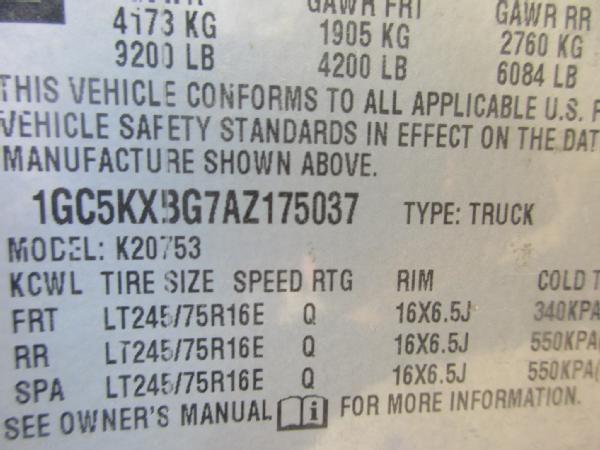 GAWR FRT GAWR RR
4173 KG 1905 KG 2760 KG
9200 LB 4200 LB 6084 LB
THIS VEHICLE CONFORMS TO ALL APPLICABLE U.S. F
VEHICLE SAFETY STANDARDS IN EFFECT ON THE DAT
MANUFACTURE SHOWN ABOVE.
1GC5KXBG7AZ175037 TYPE: TRUCK
MODEL: K20753
KCWL TIRE SIZE SPEED RTG RIM COLD T
FRT LT245/75R16E Q 16X6.5J 340KPA
RR LT245/75R16E Q 16X6.5J 550KPA(
SPA LT245/75R16E Q 16X6.5J 550KPA(
SEE OWNER'S MANUAL i FOR MORE INFORMATION.